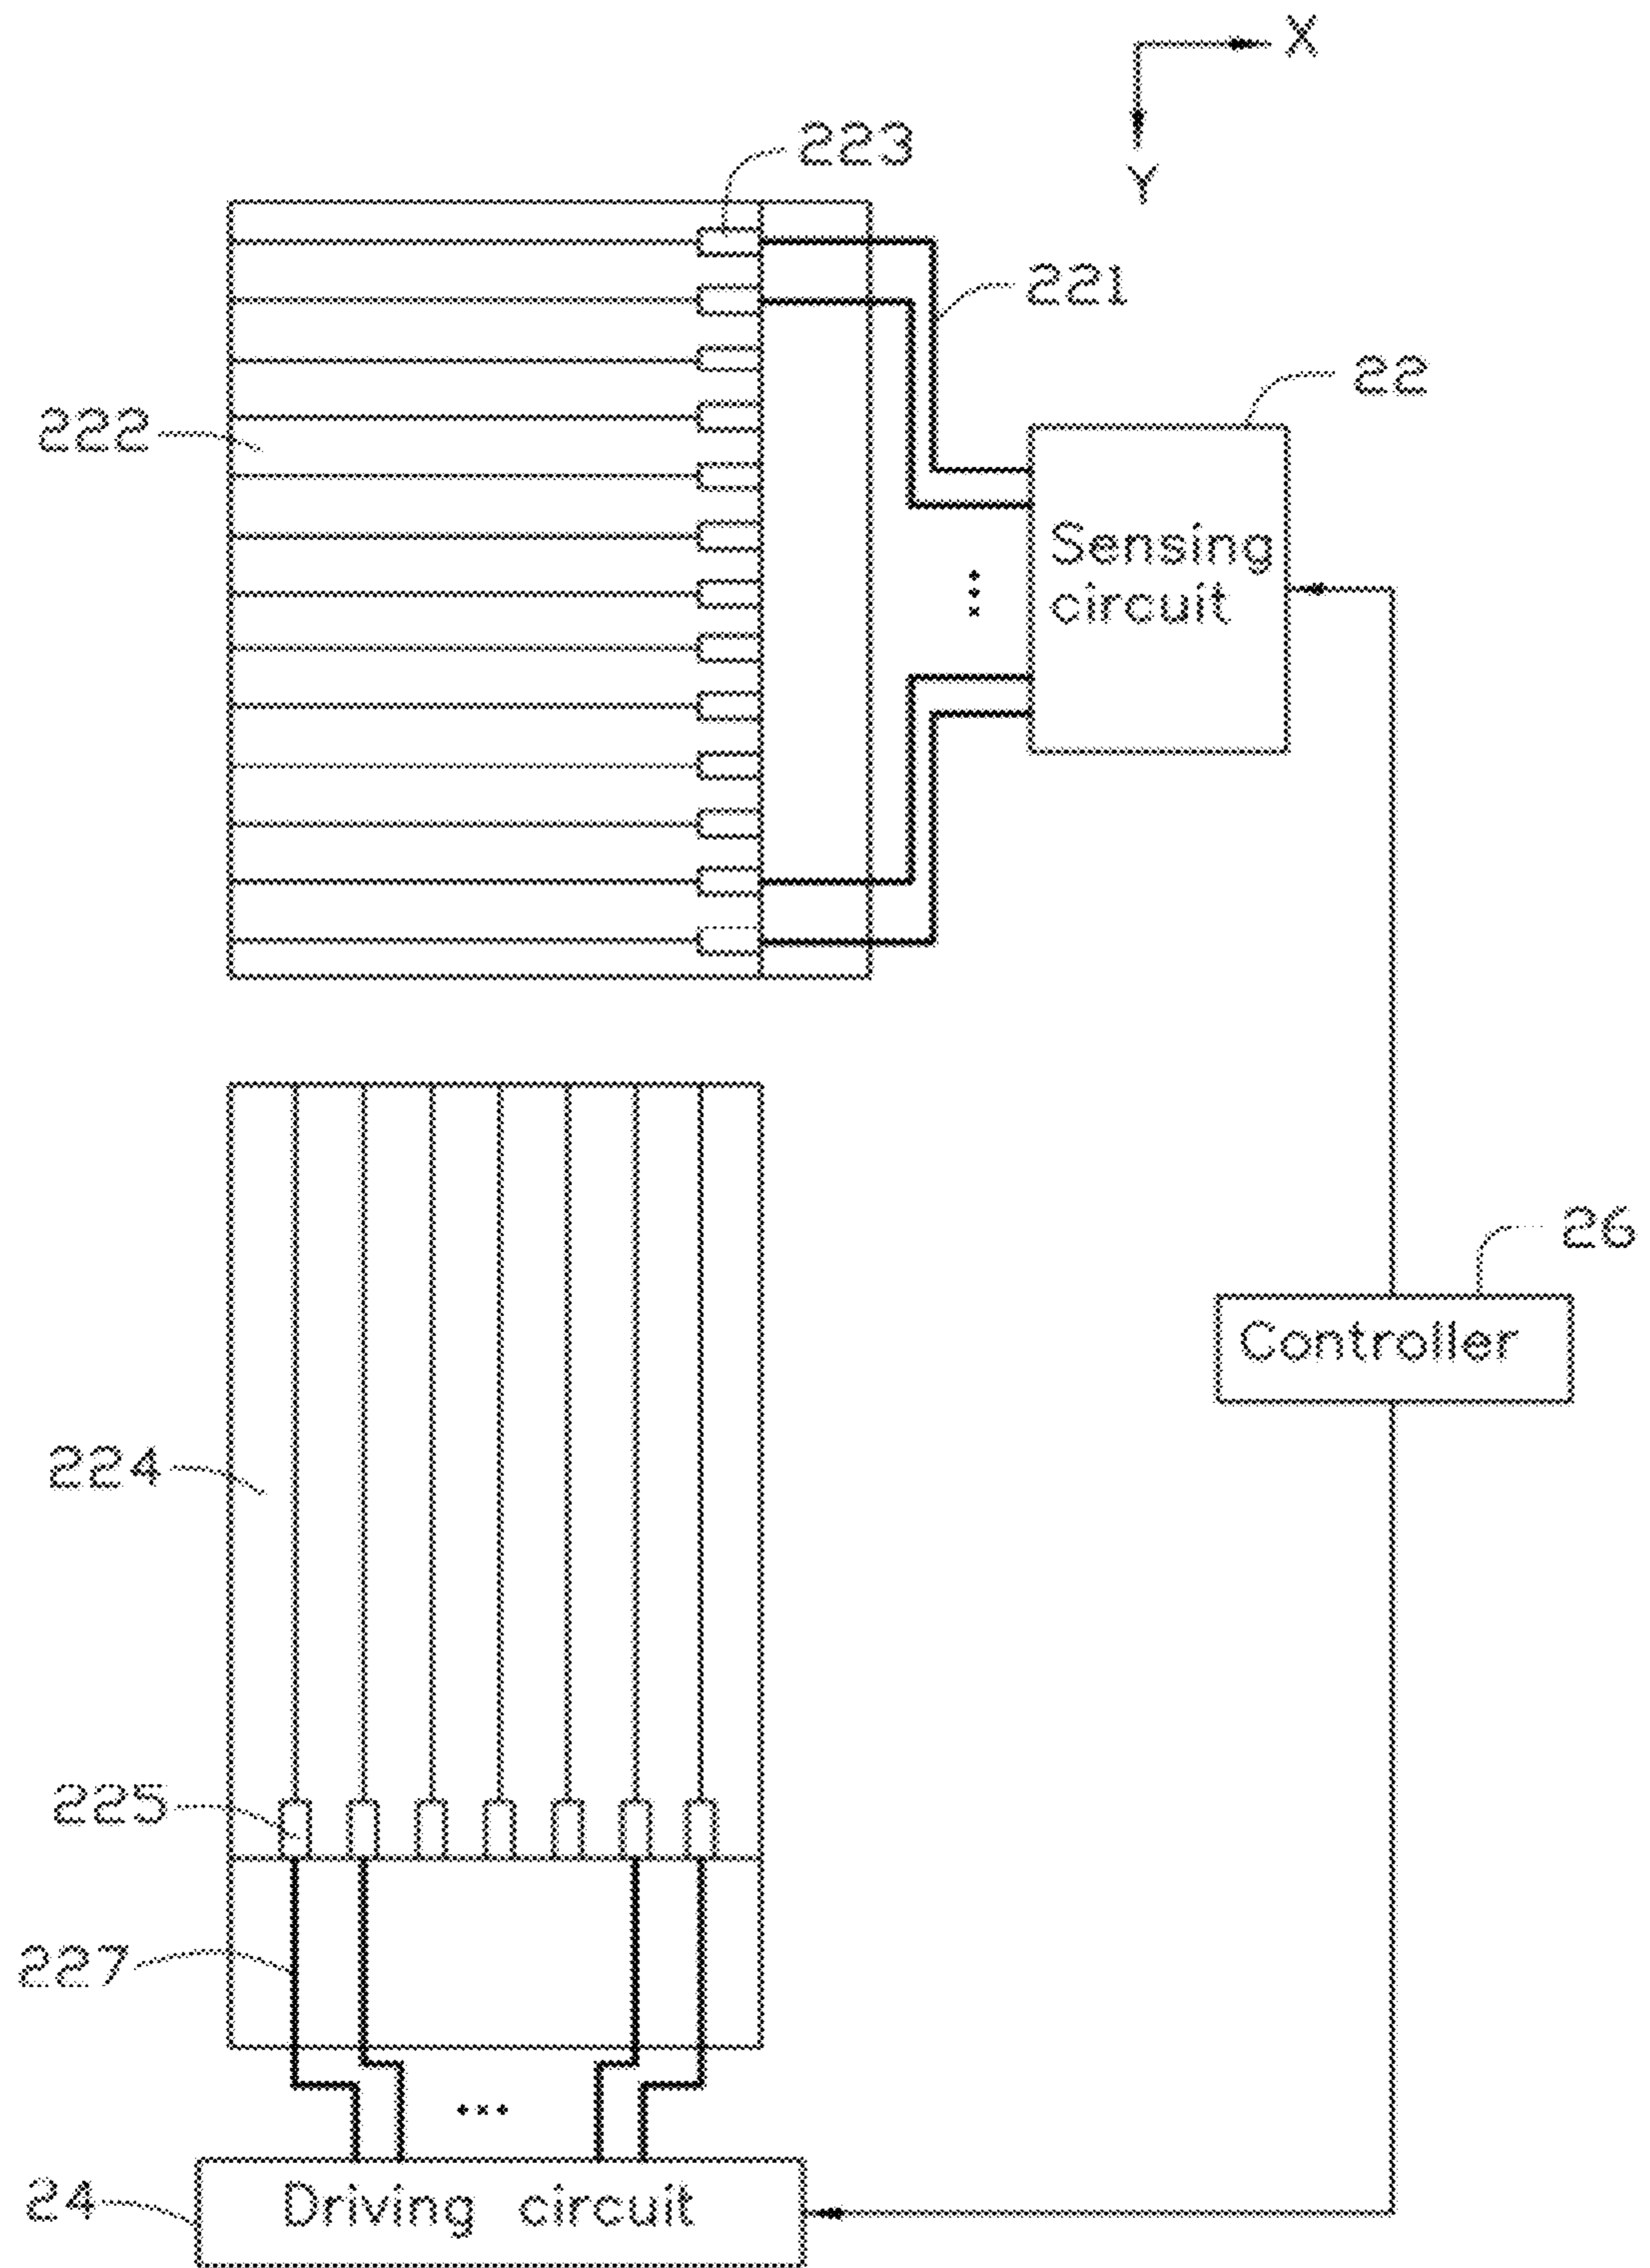 X
Y
223
221
22
222
Sensing
circuit
26
Controller
224
225
227
24
Driving circuit